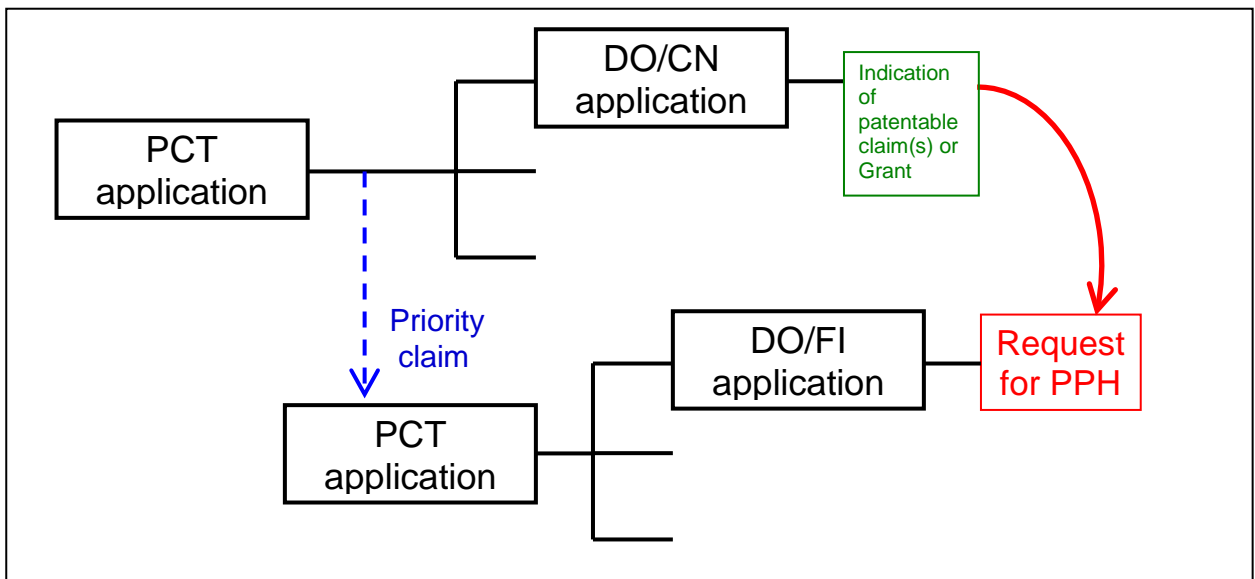 DO/CN
application
Indication
of
patentable
claim(s) or
Grant
PCT
application
Priority
claim
DO/FI
application
Request
for PPH
PCT
application